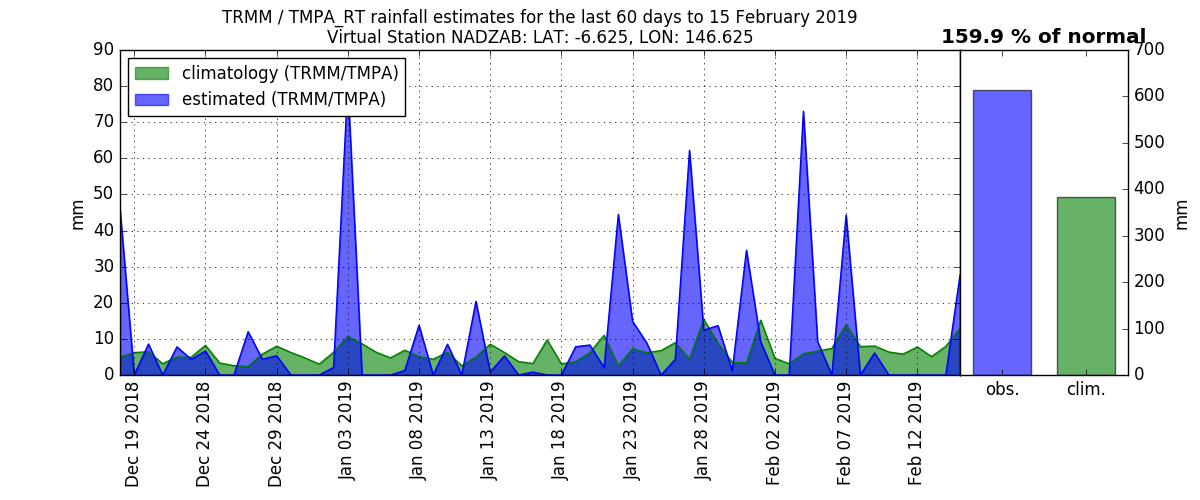 TRMM / TMPA_RT rainfall estimates for the last 60 days to 15 February 2019
Virtual Station NADZAB: LAT: -6.625, LON: 146.625
159.9 % of normal
climatology (TRMM/TMPA)
estimated (TRMM/TMPA)
90
80
70
60
50
40
30
20
10
0
mm
Dec 19 2018
Dec 24 2018
Dec 29 2018
Jan 03 2019
Jan 08 2019
Jan 13 2019
Jan 18 2019
Jan 23 2019
Jan 28 2019
Feb 02 2019
Feb 07 2019
Feb 12 2019
obs.
clim.
700
600
500
400
300
200
100
0
mm